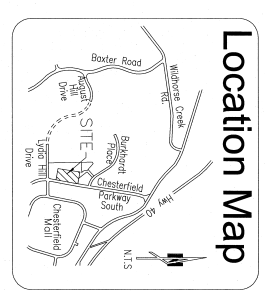 Location Map
Baxter Road
Wildhorse Creek
Rd.
August
Hill
Drive
SITE
Burkhardt
Place
Chesterfield
Parkway
South
Hwy 40
Lydia Hill
Drive
Chesterfield
Mall
N
N.T.S